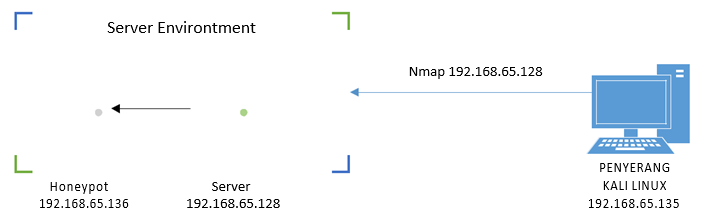 Server Environtment
Nmap 192.168.65.128
Honeypot
192.168.65.136
Server
192.168.65.128
PENYERANG
KALI LINUX
192.168.65.135